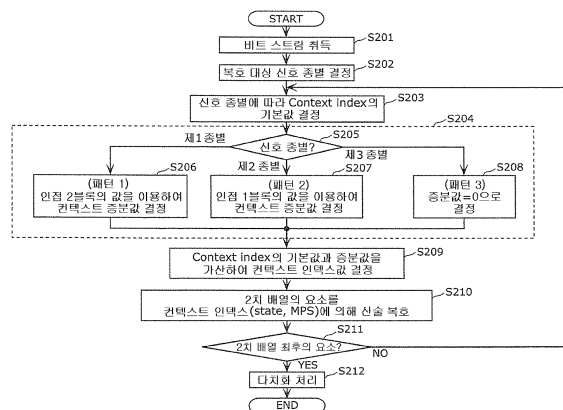 START
비트 스트림 취득
S201
복호 대상 신호 종별 결정
S202
신호 종별에 따라 Context index의
기본값 결정
S203
S204
신호 종별?
S205
제1 종별
제2 종별
제3 종별
(패턴 1)
인접 2블록의 값을 이용하여
컨텍스트 증분값 결정
S206
(패턴 2)
인접 1블록의 값을 이용하여
컨텍스트 증분값 결정
S207
(패턴 3)
증분값=0으로
결정
S208
Context index의 기본값과 증분값을
가산하여 컨텍스트 인덱스값 결정
S209
2치 배열의 요소를
컨텍스트 인덱스(state, MPS)에 의해 산술 복호
S210
2치 배열 최후의 요소?
S211
NO
YES
다치화 처리
S212
END